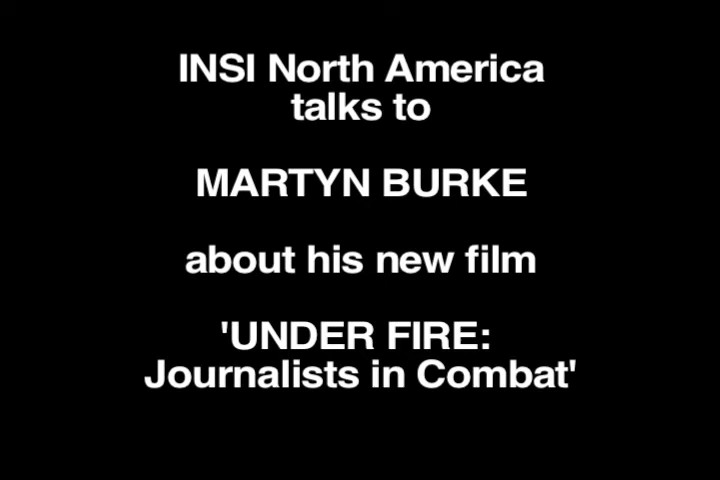 INSI North America
talks to
MARTYN BURKE
about his new film
'UNDER FIRE:
Journalists in Combat'